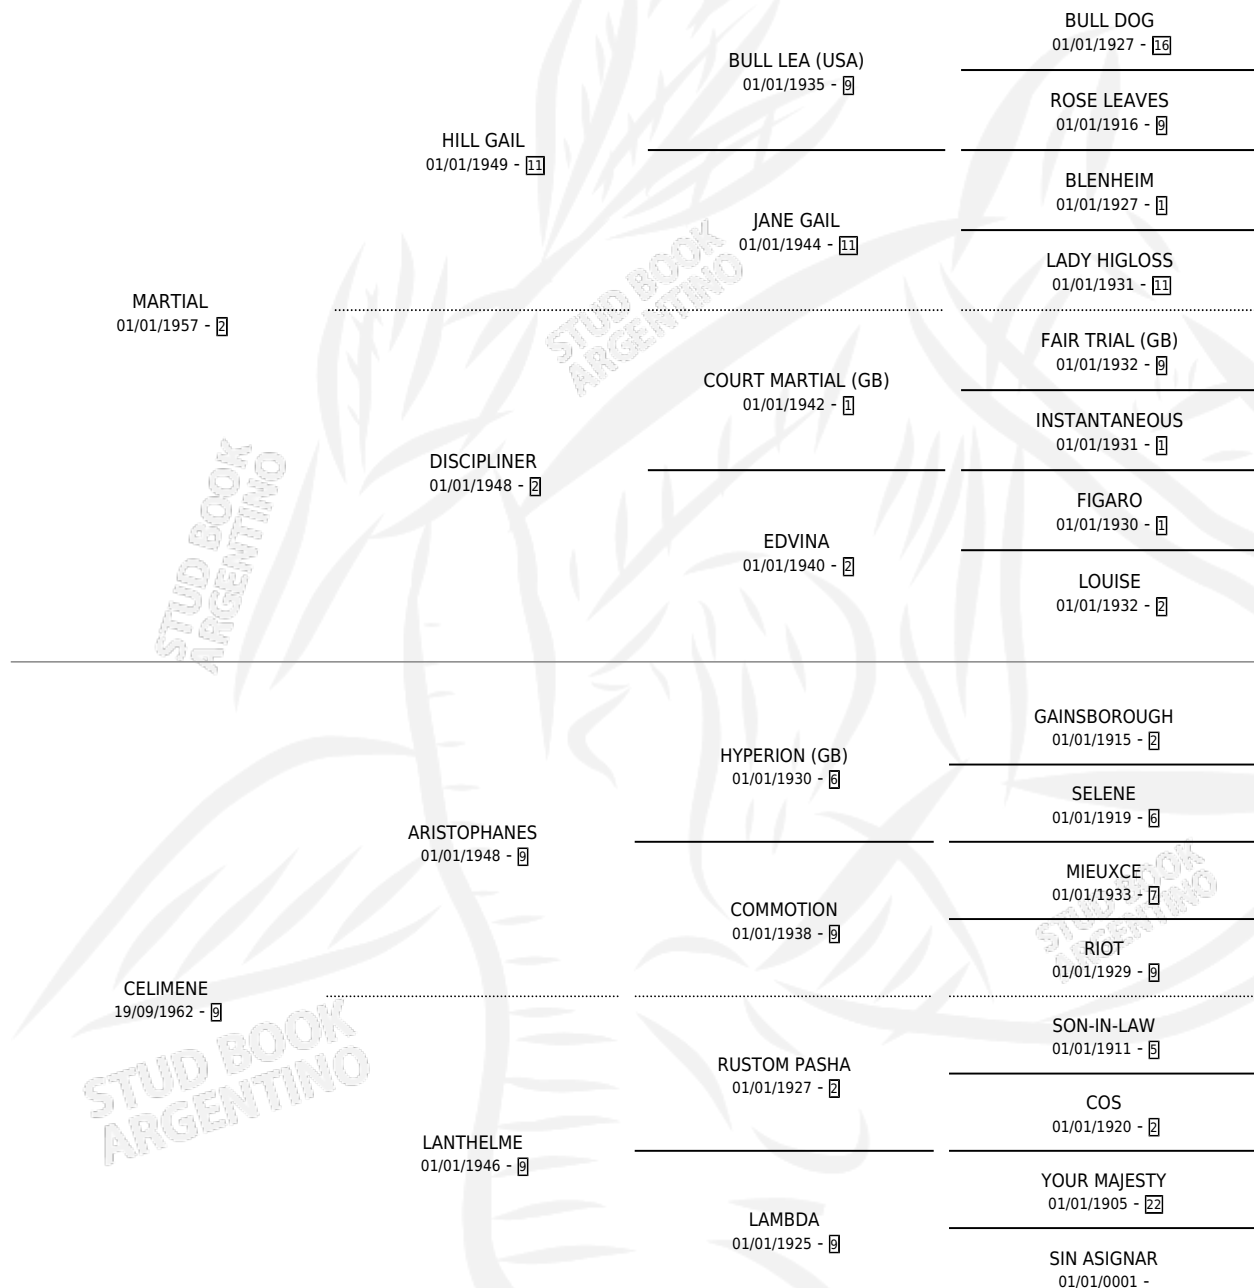 BULL DOG
01/01/1927 - 16
BULL LEA (USA)
01/01/1935 - 9
ROSE LEAVES
01/01/1916 - 9
HILL GAIL
01/01/1949 - 11
BLENHEIM
01/01/1927 - 1
JANE GAIL
01/01/1944 - 11
LADY HIGLOSS
01/01/1931 - 11
MARTIAL
01/01/1957 - 2
FAIR TRIAL (GB)
01/01/1932 - 9
COURT MARTIAL (GB)
01/01/1942 - 1
INSTANTANEOUS
01/01/1931 - 1
DISCIPLINER
01/01/1948 - 2
FIGARO
01/01/1930 - 1
EDVINA
01/01/1940 - 2
LOUISE
01/01/1932 - 2
GAINSBOROUGH
01/01/1915 - 2
HYPERION (GB)
01/01/1930 - 6
SELENE
01/01/1919 - 6
ARISTOPHANES
01/01/1948 - 9
MIEUXCE
01/01/1933 - 7
COMMOTION
01/01/1938 - 9
RIOT
01/01/1929 - 9
CELIMENE
19/09/1962 - 9
SON-IN-LAW
01/01/1911 - 5
RUSTOM PASHA
01/01/1927 - 2
COS
01/01/1920 - 2
LANTHELME
01/01/1946 - 9
YOUR MAJESTY
01/01/1905 - 22
LAMBDA
01/01/1925 - 9
SIN ASIGNAR
01/01/0001 -
STUD BOOK
ARGENTINO
STUD BOOK
ARGENTINO
STUD BOOK
ARGENTINO
STUD BOOK
ARGENTINO